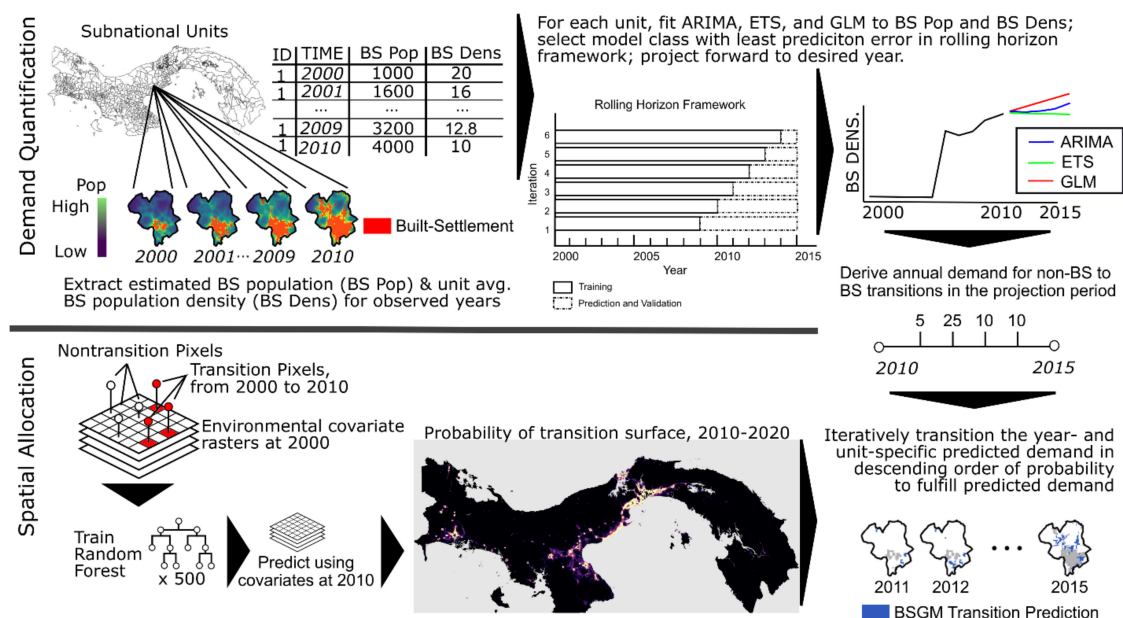 Demand Quantification
Subnational Units
ID TIME BS Pop BS Dens
1 2000 1000 20
1 2001 1600 16
... ... ...
1 2009 3200 12.8
1 2010 4000 10
Pop
High
Low
2000 2001 ... 2009 2010
Built-Settlement
Extract estimated BS population (BS Pop) & unit avg.
BS population density (BS Dens) for observed years
For each unit, fit ARIMA, ETS, and GLM to BS Pop and BS Dens;
select model class with least prediciton error in rolling horizon
framework; project forward to desired year.
Rolling Horizon Framework
Iteration
6
5
4
3
2
1
2000 2005 2010 2015
Year
Training
Prediction and Validation
BS DENS.
ARIMA
ETS
GLM
2000 2010 2015
Derive annual demand for non-BS to
BS transitions in the projection period
5 25 10 10
2010 2015
Spatial Allocation
Nontransition Pixels
Transition Pixels,
from 2000 to 2010
Environmental covariate
rasters at 2000
Train
Random
Forest
x 500
Predict using
covariates at 2010
Probability of transition surface, 2010-2020
Iteratively transition the year- and
unit-specific predicted demand in
descending order of probability
to fulfill predicted demand
...
2011 2012 2015
BSGM Transition Prediction